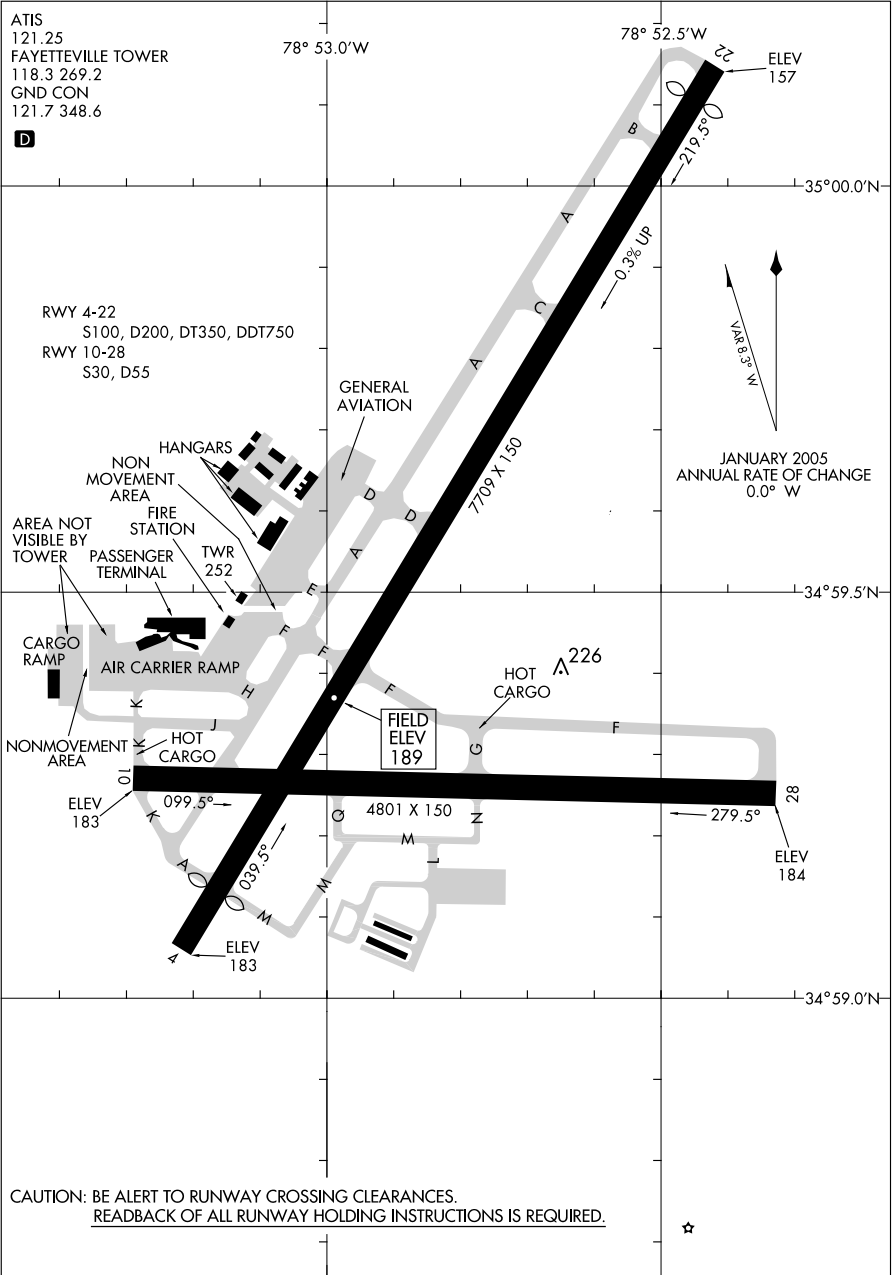 ATIS
121.25
FAYETTEVILLE TOWER
118.3 269.2
GND CON
121.7 348.6
D
78° 53.0'W
78° 52.5'W
22
ELEV
157
219.5°
B
35°00.0'N
A
0.3% UP
C
VAR 8.3° W
JANUARY 2005
ANNUAL RATE OF CHANGE
0.0° W
RWY 4-22
S100, D200, DT350, DDT750
RWY 10-28
S30, D55
A
GENERAL
AVIATION
HANGARS
NON
MOVEMENT
AREA
FIRE
STATION
TWR
252
AREA NOT
VISIBLE BY
TOWER
PASSENGER
TERMINAL
D
D
7709 X 150
A
E
34°59.5'N
F
F
CARGO
RAMP
AIR CARRIER RAMP
226
HOT
CARGO
H
F
K
J
F
FIELD
ELEV
189
NONMOVEMENT
AREA
K
HOT
CARGO
G
10
28
ELEV
183
099.5°
4801 X 150
279.5°
K
Q
N
M
ELEV
184
A
039.5°
L
M
M
4
ELEV
183
34°59.0'N
CAUTION: BE ALERT TO RUNWAY CROSSING CLEARANCES.
READBACK OF ALL RUNWAY HOLDING INSTRUCTIONS IS REQUIRED.